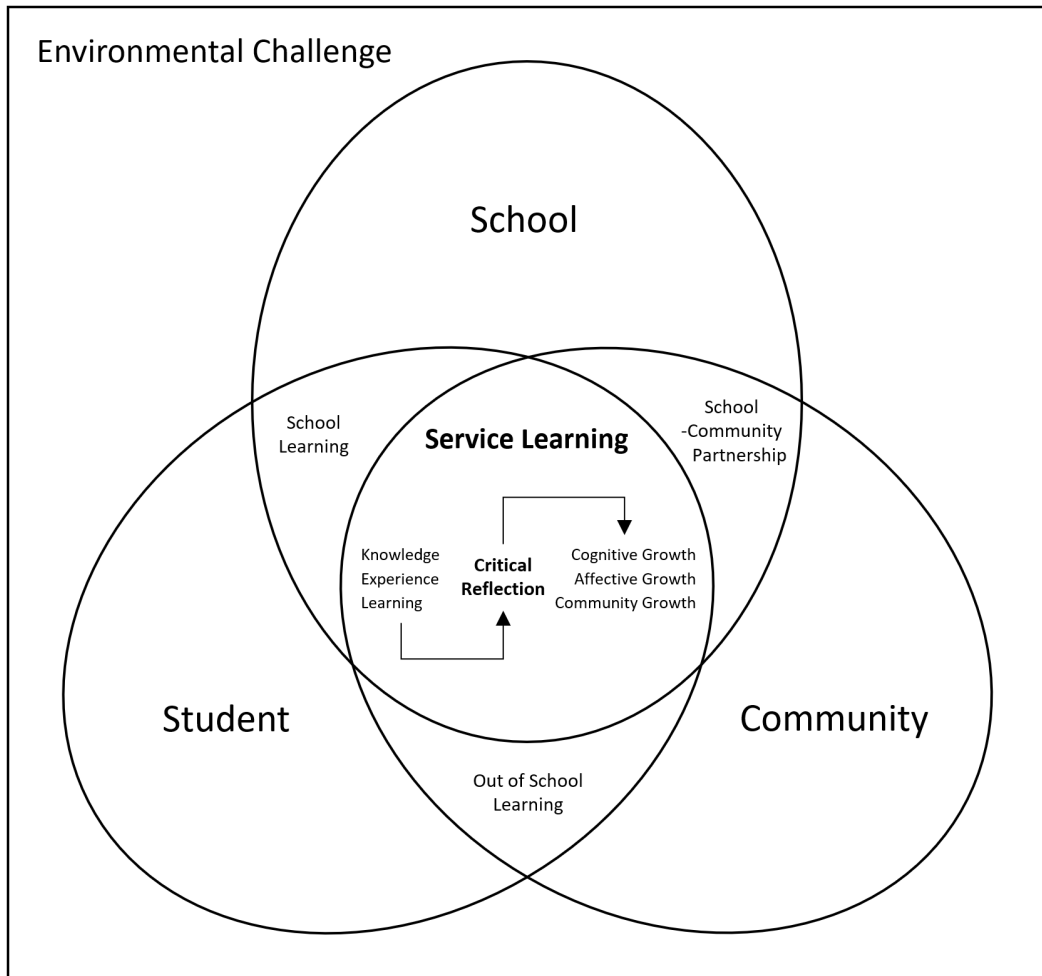 Environmental Challenge
School
School
Learning
School
-Community
Partnership
Service Learning
Knowledge
Experience
Learning
Critical
Reflection
Cognitive Growth
Affective Growth
Community Growth
Student
Community
Out of School
Learning